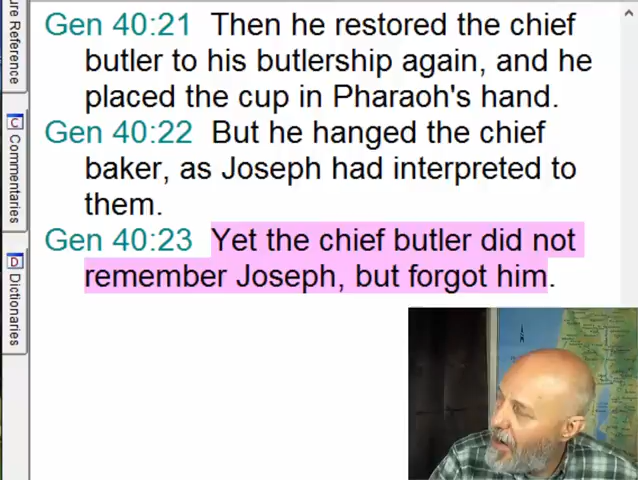 Gen 40:21 Then he restored the chief
butler to his butlership again, and he
placed the cup in Pharaoh's hand.
Gen 40:22 But he hanged the chief
baker, as Joseph had interpreted to
them.
Gen 40:23 Yet the chief butler did not
remember Joseph, but forgot him.
ure Reference
Commentaries
Dictionaries